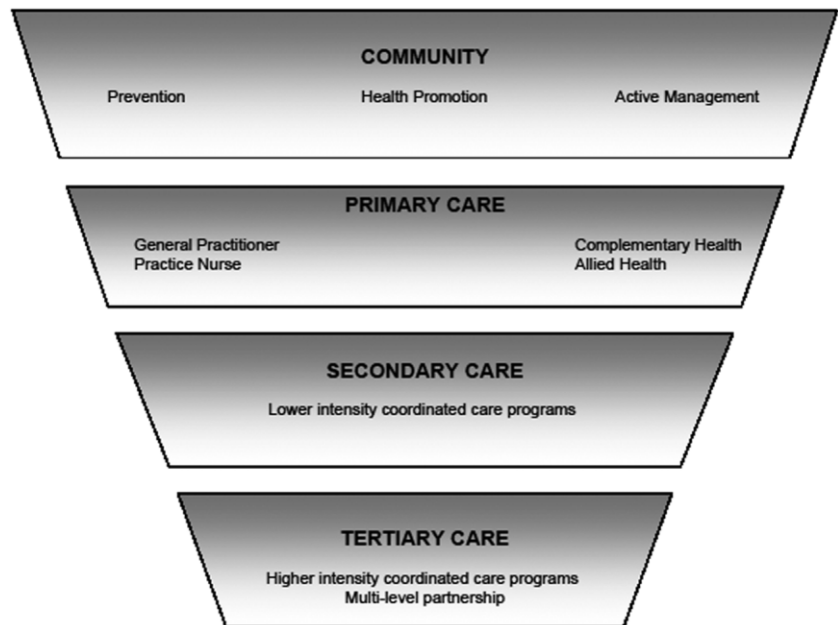 COMMUNITY
Prevention Health Promotion Active Management
PRIMARY CARE
General Practitioner Complementary Health
Practice Nurse Allied Health
SECONDARY CARE
Lower intensity coordinated care programs
TERTIARY CARE
Higher intensity coordinated care programs
Multi-level partnership